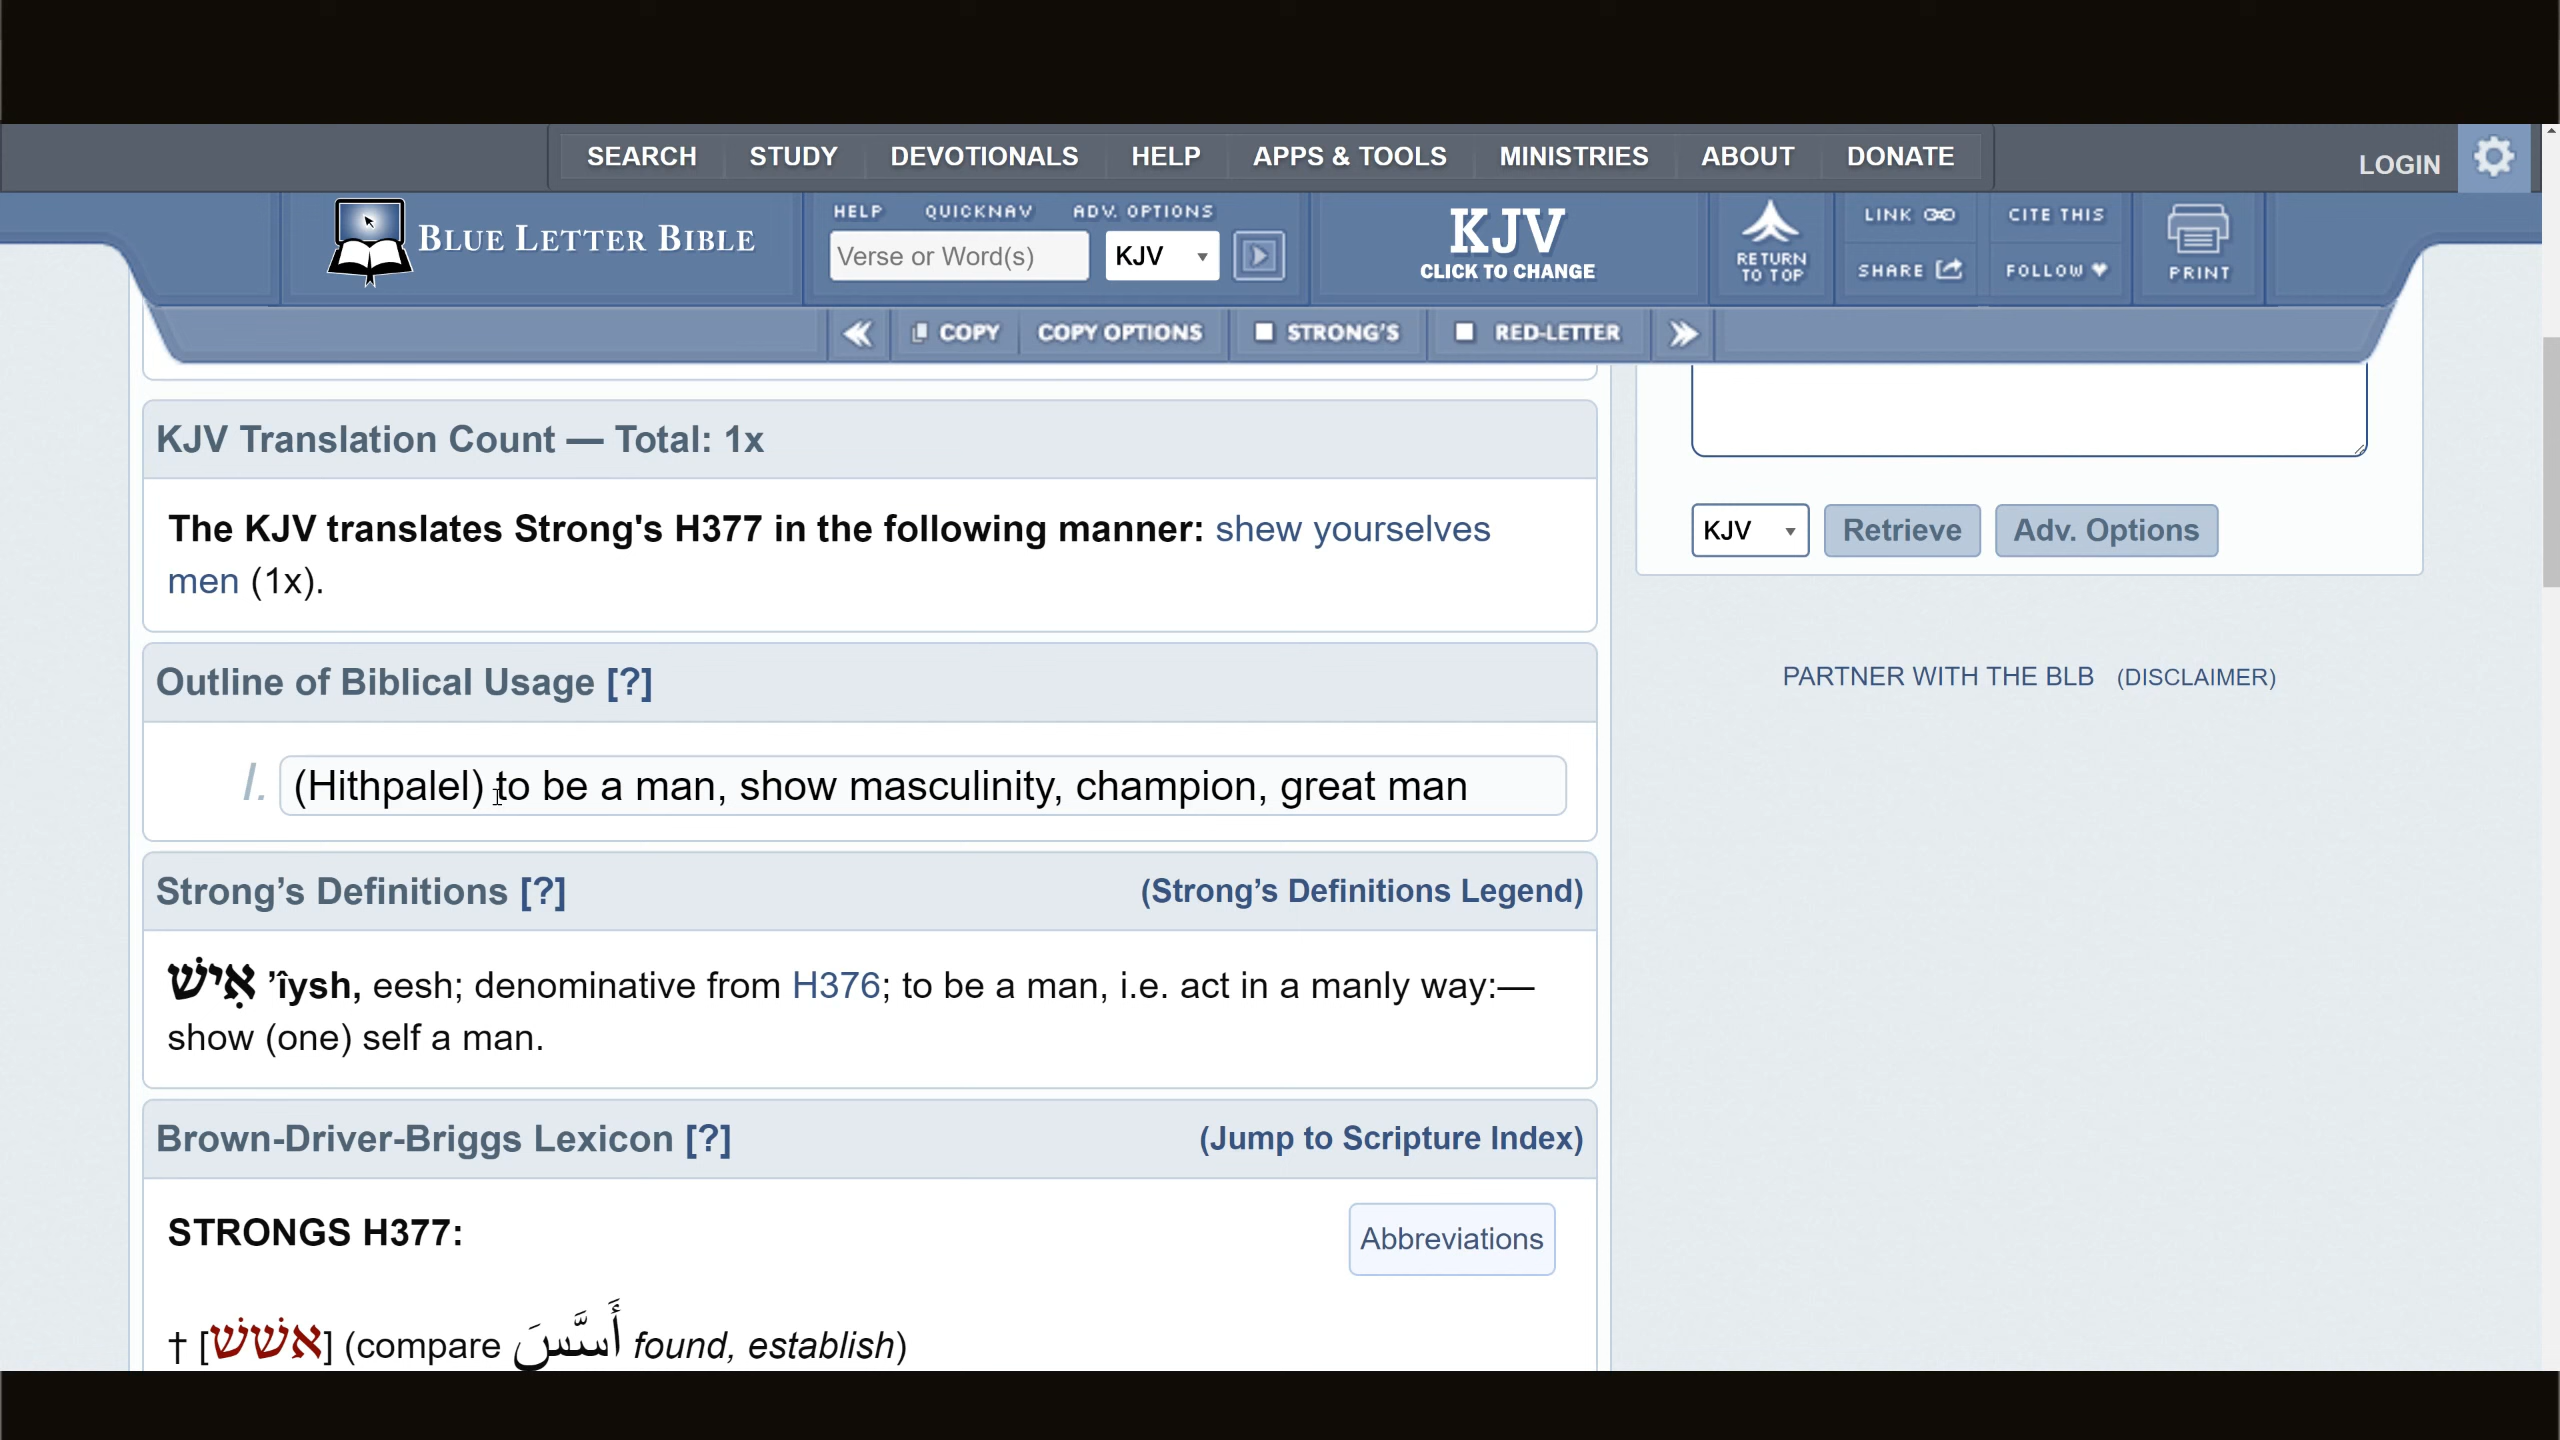 SEARCH STUDY DEVOTIONALS HELP APPS & TOOLS MINISTRIES ABOUT DONATE LOGIN
BLUE LETTER BIBLE
HELP QUICKNAV ADV. OPTIONS
Verse or Word(s) KJV
KJV
CLICK TO CHANGE
RETURN
TO TOP
LINK CITE THIS
SHARE FOLLOW
PRINT
COPY COPY OPTIONS STRONG'S RED-LETTER
KJV Translation Count — Total: 1x
The KJV translates Strong's H377 in the following manner: shew yourselves
men (1x).
Outline of Biblical Usage [?]
I. (Hithpalel) to be a man, show masculinity, champion, great man
Strong’s Definitions [?] (Strong’s Definitions Legend)
אִישׁ ʼîysh, eesh; denominative from H376; to be a man, i.e. act in a manly way:—
show (one) self a man.
Brown-Driver-Briggs Lexicon [?] (Jump to Scripture Index)
STRONGS H377:
Abbreviations
† [אשׁשׁ] (compare أَسَّسَ found, establish)
KJV Retrieve Adv. Options
PARTNER WITH THE BLB (DISCLAIMER)